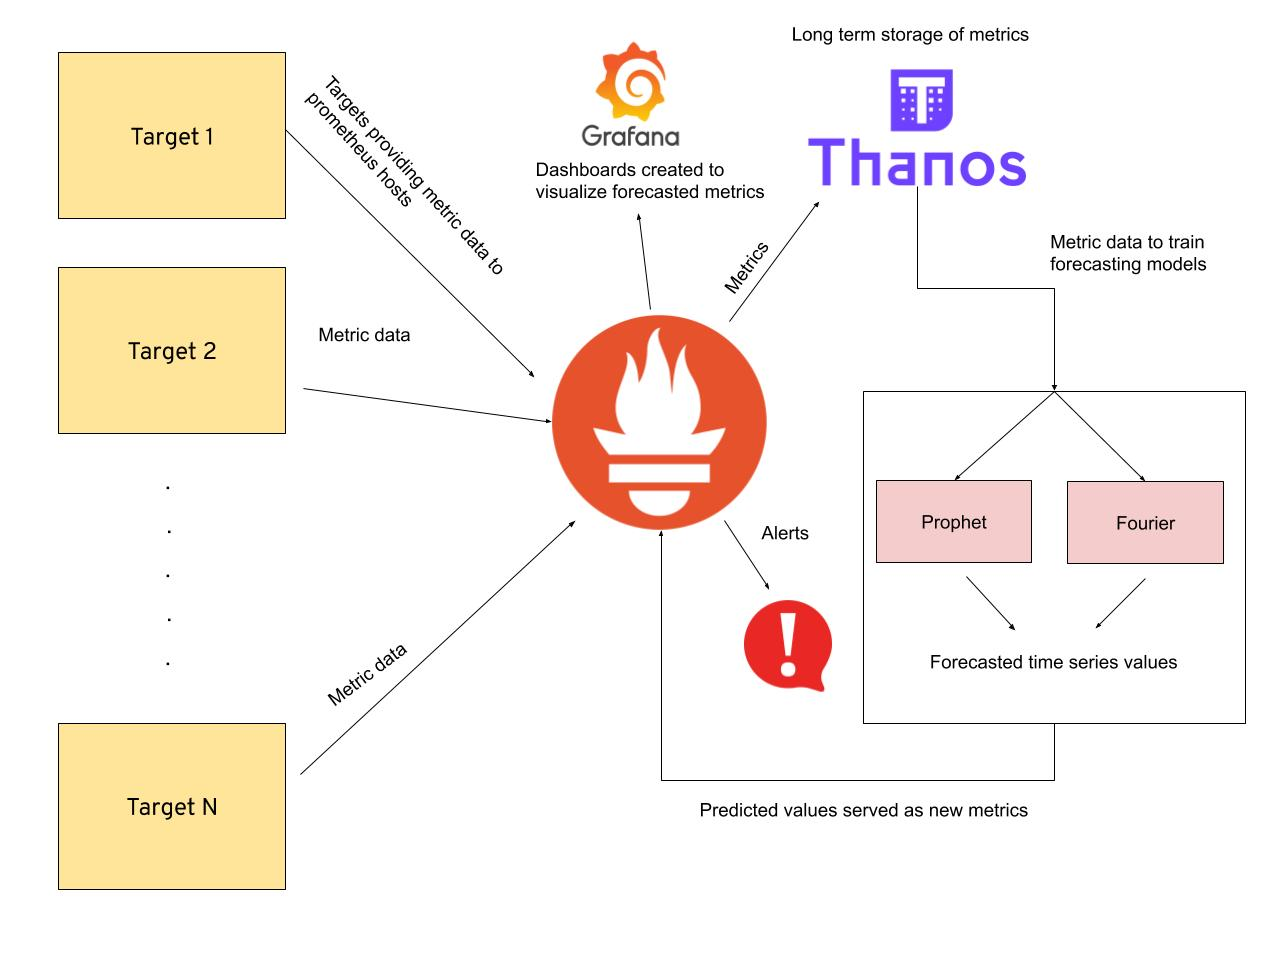 Long term storage of metrics
Target 1
Targets providing metric data to
prometheus hosts
Grafana
Dashboards created to
visualize forecasted metrics
T
Thanos
Metrics
Metric data to train
forecasting models
Target 2
Metric data
Prophet
Fourier
Alerts
!
Forecasted time series values
Metric data
Target N
Predicted values served as new metrics